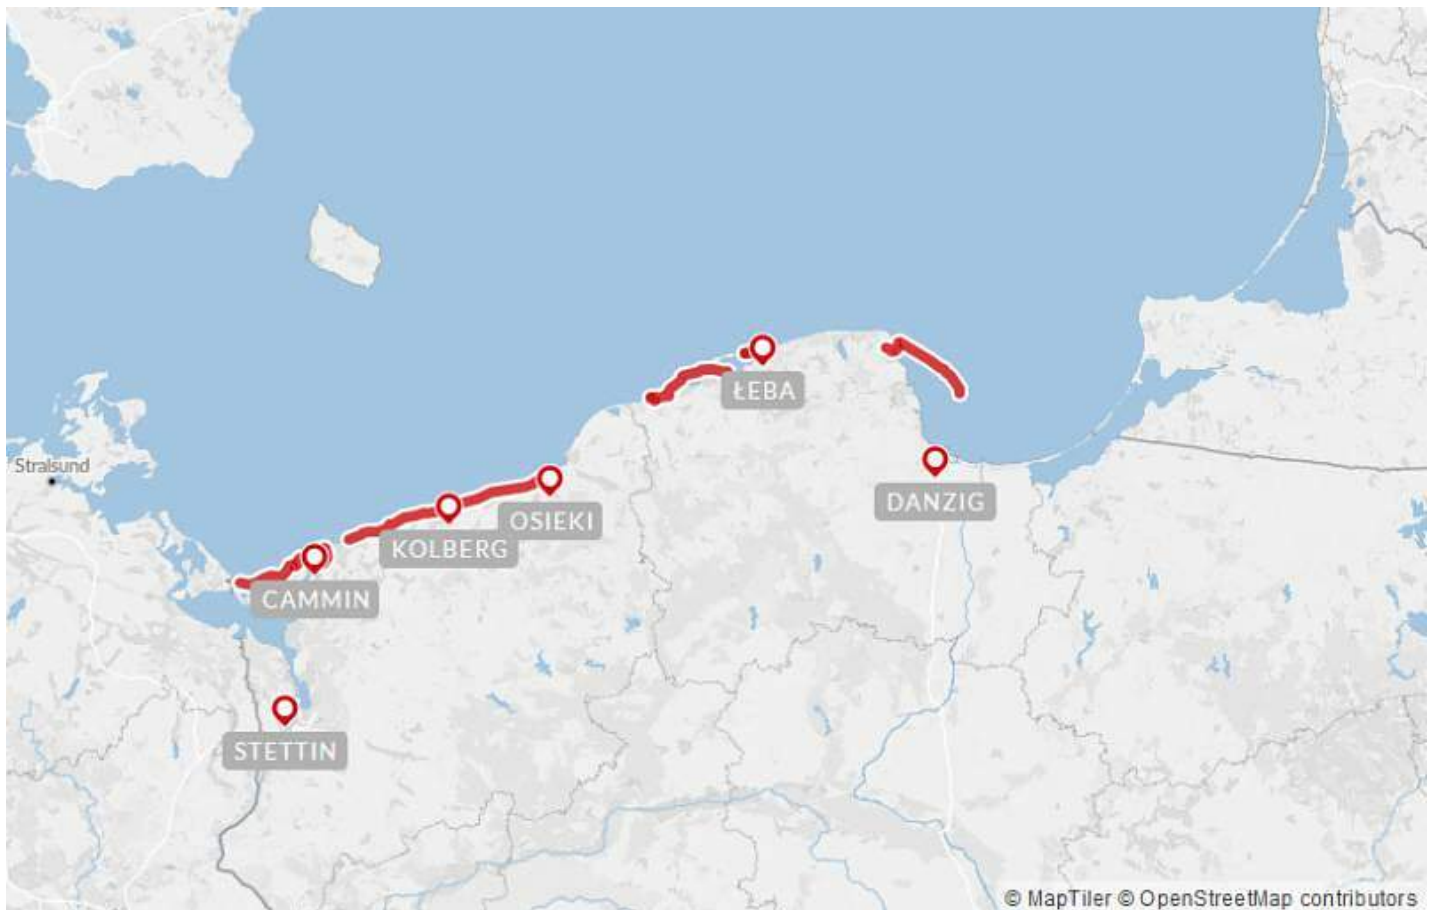 ŁEBA
Stralsund
DANZIG
OSIEKI
KOLBERG
CAMMIN
STETTIN
© MapTiler © OpenStreetMap contributors